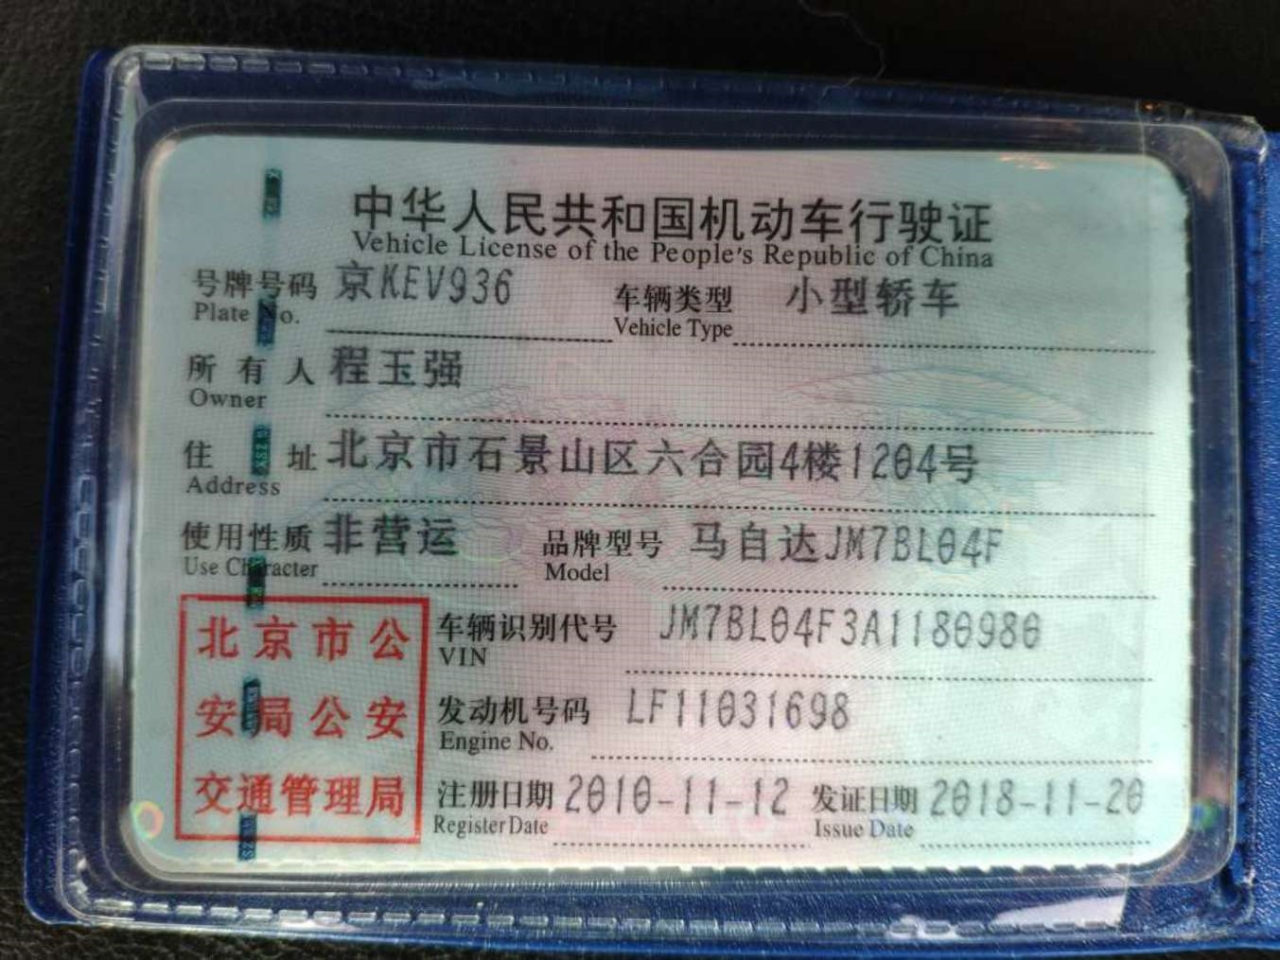 中华人民共和国机动车行驶证
Vehicle License of the People's Republic of China
号牌号码 京KEV936 车辆类型 小型轿车
Plate No. Vehicle Type
所有人 程玉强
Owner
住址 北京市石景山区六合园4楼1204号
Address
使用性质 非营运 品牌型号 马自达JM7BL04F
Use Character Model
北京市公
安局公安
交通管理局
车辆识别代号 JM7BL04F3A1180980
VIN
发动机号码 LF11031698
Engine No.
注册日期 2010-11-12 发证日期 2018-11-20
Register Date Issue Date